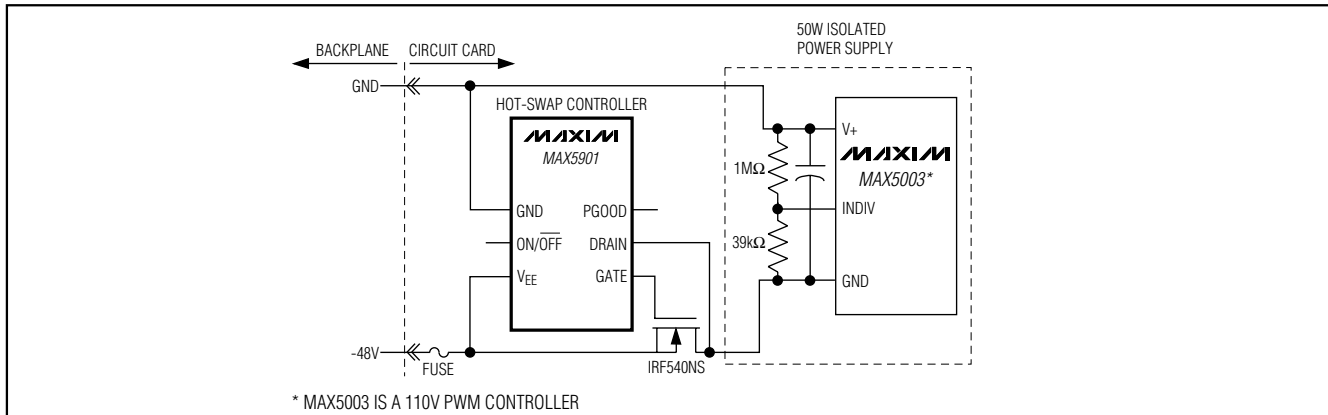 50W ISOLATED
POWER SUPPLY
BACKPLANE
CIRCUIT CARD
GND
HOT-SWAP CONTROLLER
MAXIM
MAX5901
GND
PGOOD
ON/OFF
DRAIN
VEE
GATE
-48V
FUSE
IRF540NS
1MΩ
39kΩ
V+
MAXIM
MAX5003*
INDIV
GND
* MAX5003 IS A 110V PWM CONTROLLER